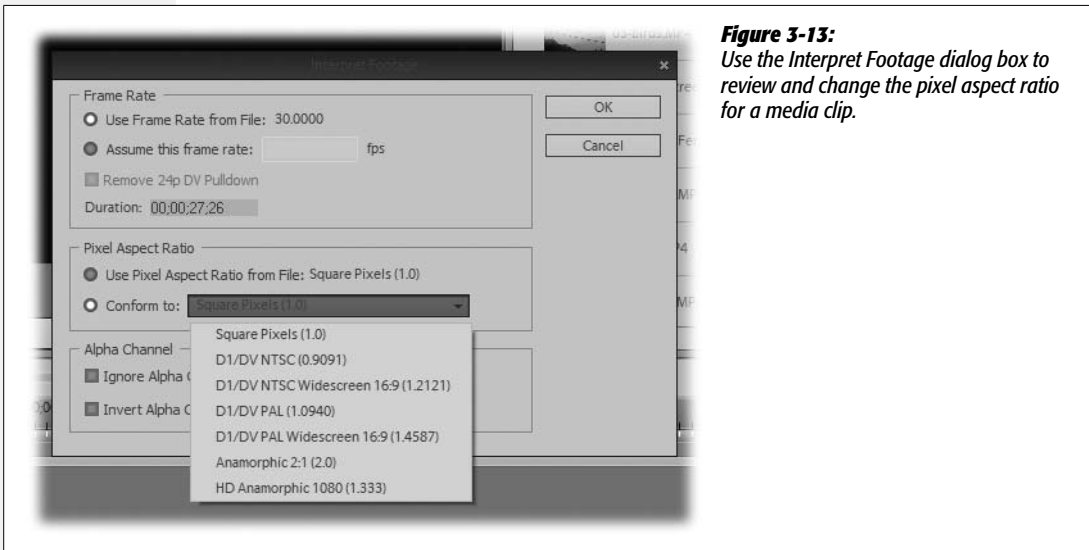 Figure 3-13:
Use the Interpret Footage dialog box to
review and change the pixel aspect ratio
for a media clip.
Interpret Footage
Frame Rate
Use Frame Rate from File: 30.0000
Assume this frame rate: fps
Remove 24p DV Pulldown
Duration: 00;00;27;26
OK
Cancel
Pixel Aspect Ratio
Use Pixel Aspect Ratio from File: Square Pixels (1.0)
Conform to: Square Pixels (1.0)
Square Pixels (1.0)
D1/DV NTSC (0.9091)
D1/DV NTSC Widescreen 16:9 (1.2121)
D1/DV PAL (1.0940)
D1/DV PAL Widescreen 16:9 (1.4587)
Anamorphic 2:1 (2.0)
HD Anamorphic 1080 (1.333)
Alpha Channel
Ignore Alpha
Invert Alpha